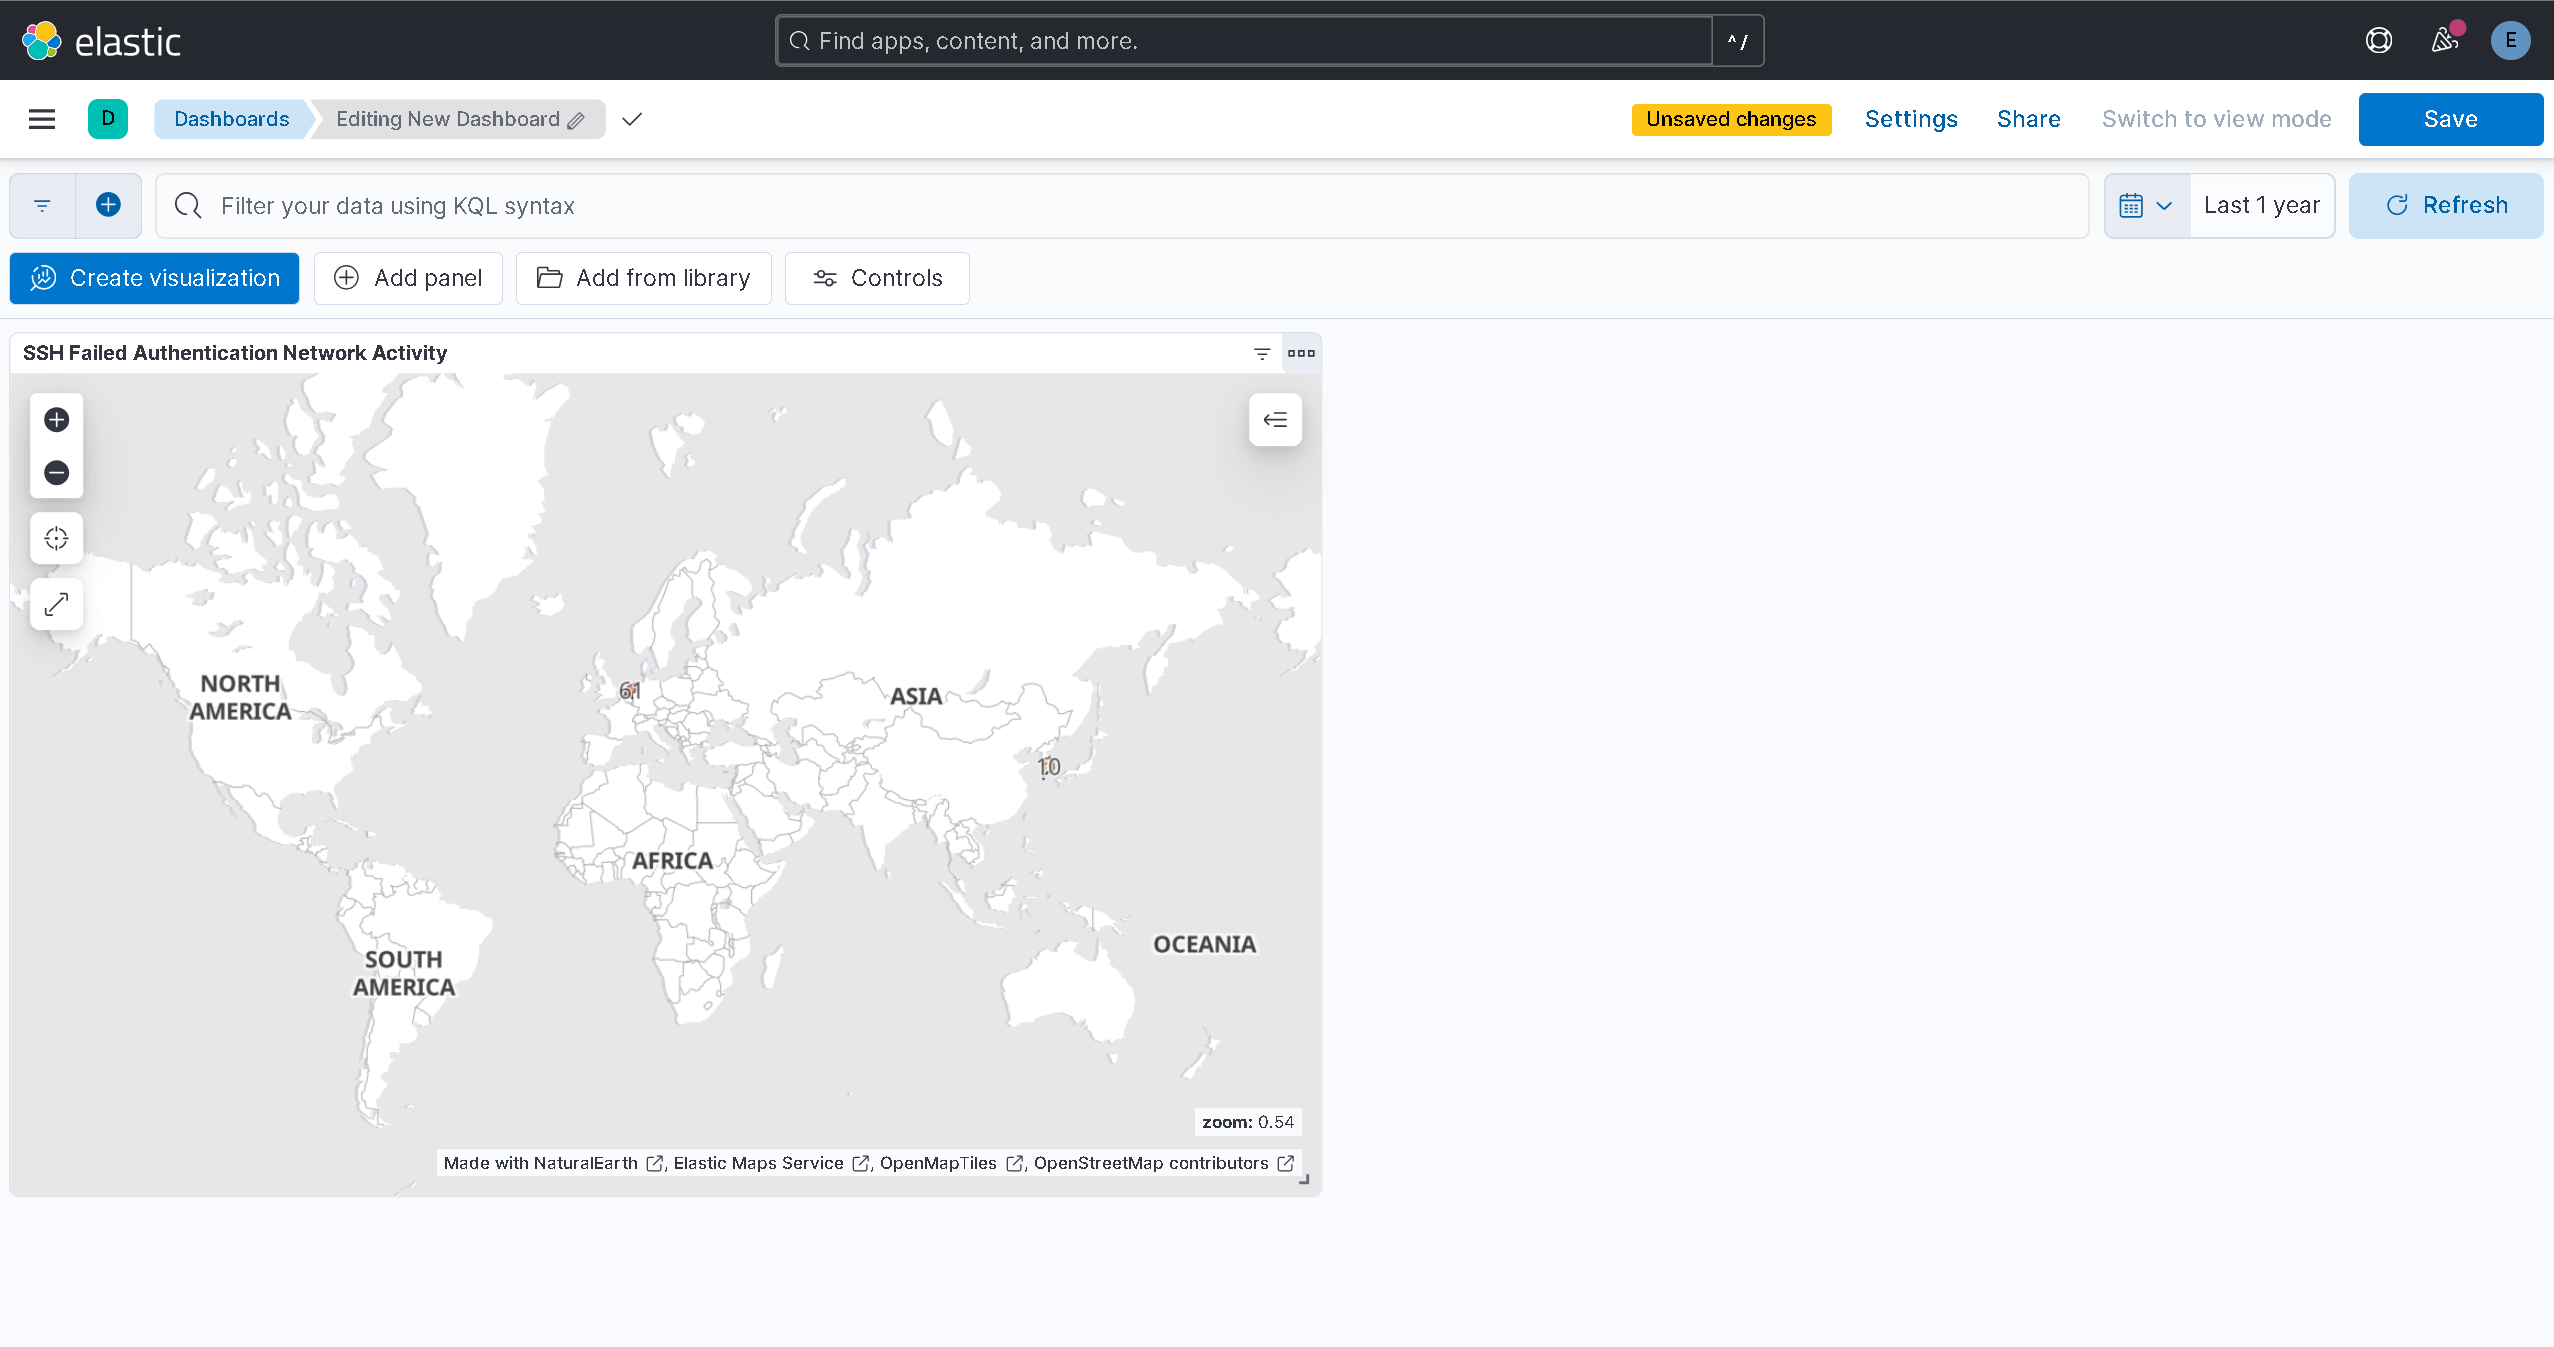 elastic
Find apps, content, and more.
^/
E
D
Dashboards
Editing New Dashboard
Unsaved changes
Settings
Share
Switch to view mode
Save
Filter your data using KQL syntax
Last 1 year
Refresh
Create visualization
Add panel
Add from library
Controls
SSH Failed Authentication Network Activity
NORTH
AMERICA
ASIA
10
AFRICA
OCEANIA
SOUTH
AMERICA
zoom: 0.54
Made with NaturalEarth , Elastic Maps Service , OpenMapTiles , OpenStreetMap contributors